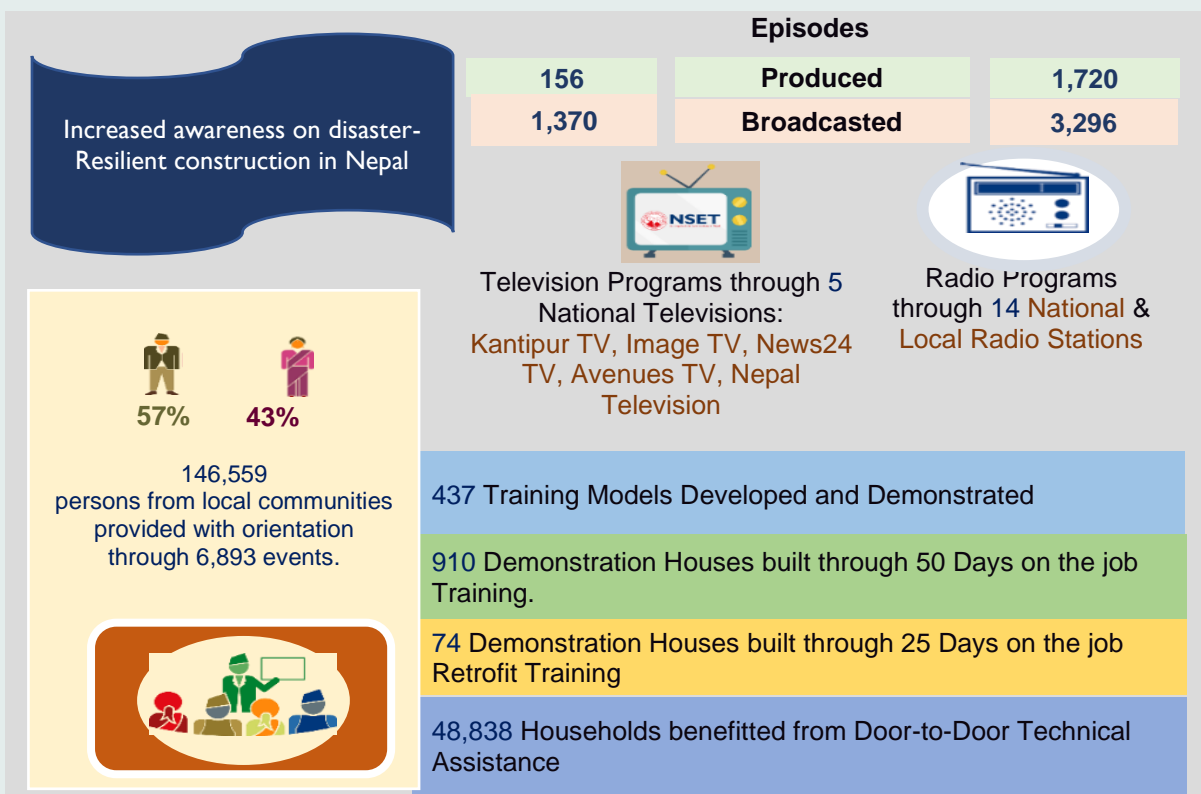 Increased awareness on disaster-
Resilient construction in Nepal
Episodes
156 Produced 1,720
1,370 Broadcasted 3,296
NSET
Television Programs through 5
National Televisions:
Kantipur TV, Image TV, News24
TV, Avenues TV, Nepal
Television
Radio Programs
through 14 National &
Local Radio Stations
57% 43%
146,559
persons from local communities
provided with orientation
through 6,893 events.
437 Training Models Developed and Demonstrated
910 Demonstration Houses built through 50 Days on the job
Training.
74 Demonstration Houses built through 25 Days on the job
Retrofit Training
48,838 Households benefitted from Door-to-Door Technical
Assistance